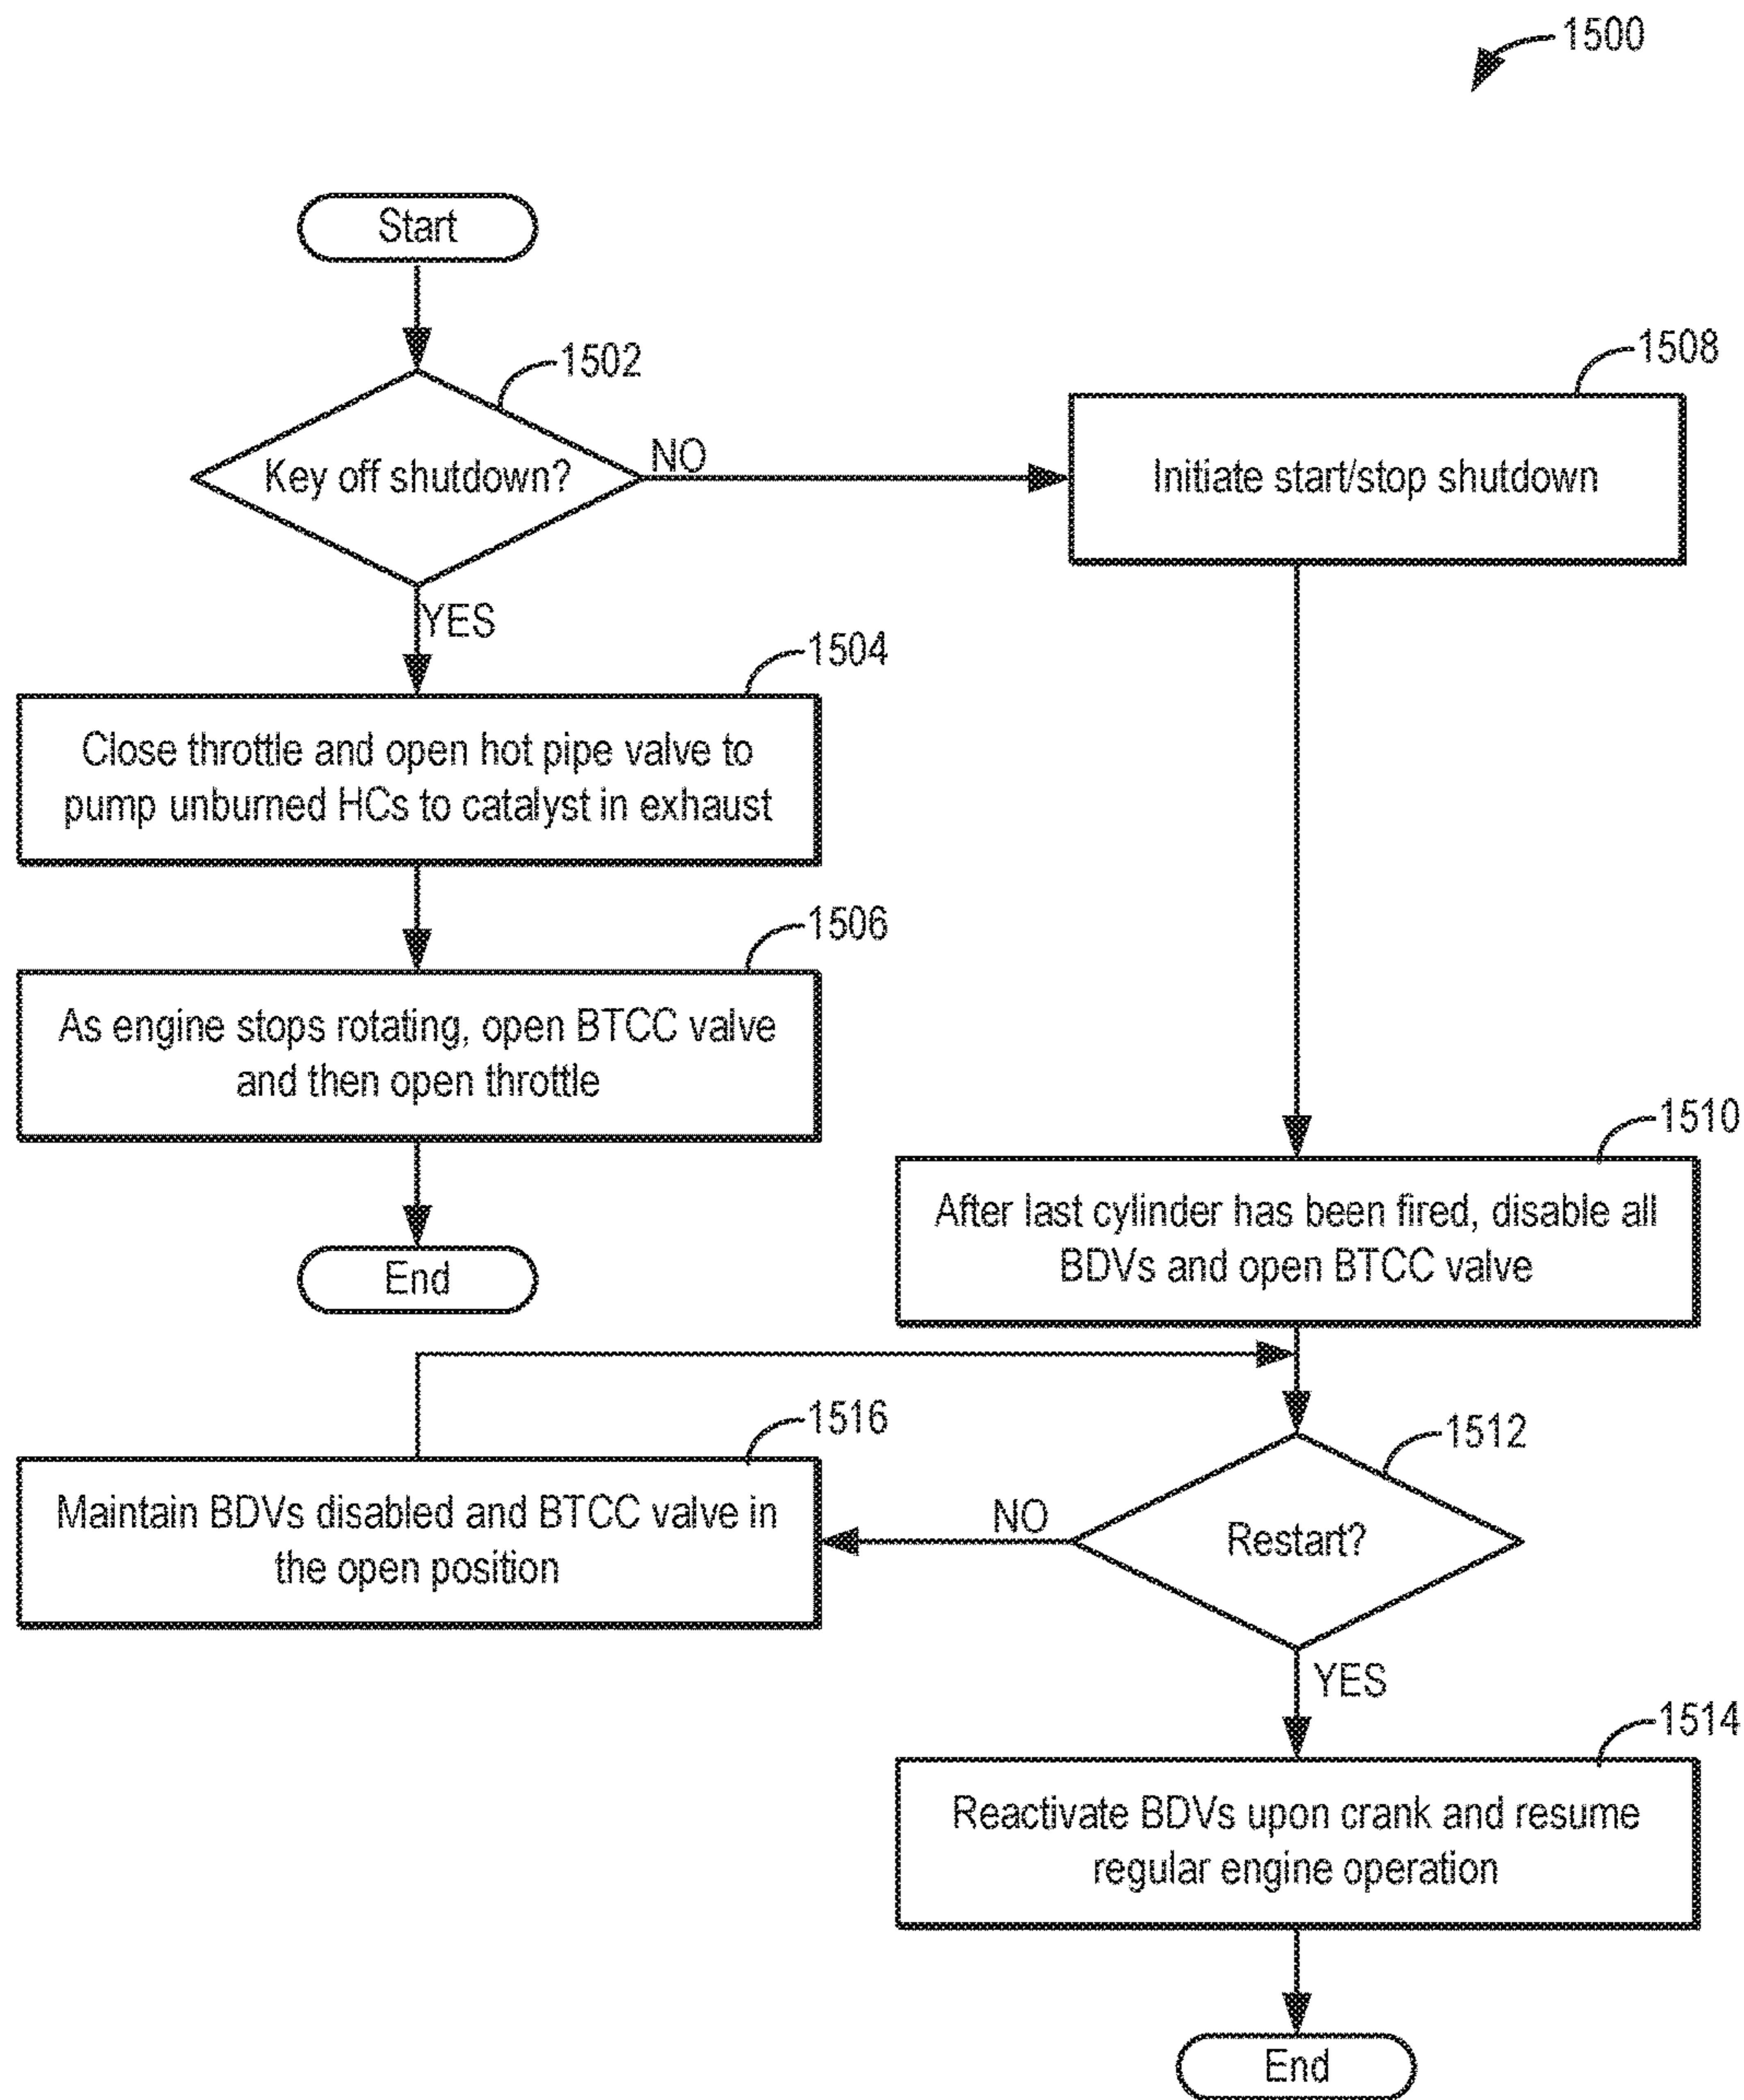 1500
Start
1502
Key off shutdown?
NO
1508
Initiate start/stop shutdown
YES
1504
Close throttle and open hot pipe valve to
pump unburned HCs to catalyst in exhaust
1506
As engine stops rotating, open BTCC valve
and then open throttle
End
1510
After last cylinder has been fired, disable all
BDVs and open BTCC valve
1516
Maintain BDVs disabled and BTCC valve in
the open position
1512
NO
Restart?
YES
1514
Reactivate BDVs upon crank and resume
regular engine operation
End